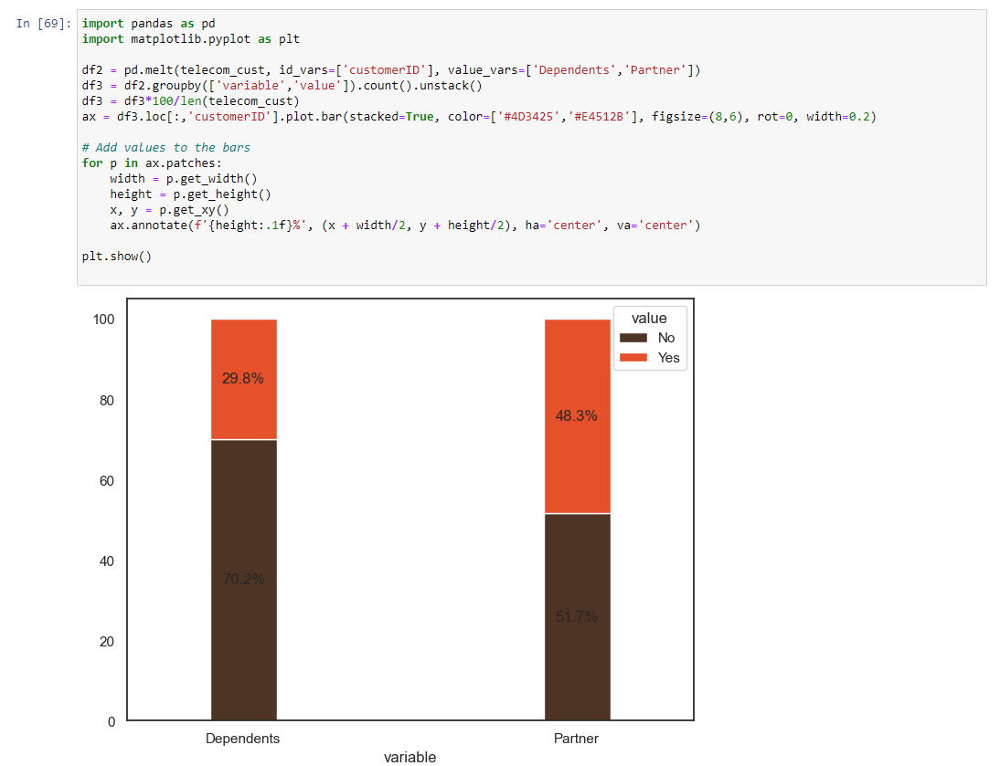 In [69]:
import pandas as pd
import matplotlib.pyplot as plt
df2 = pd.melt(telecom_cust, id_vars=['customerID'], value_vars=['Dependents','Partner'])
df3 = df2.groupby(['variable','value']).count().unstack()
df3 = df3*100/len(telecom_cust)
ax = df3.loc[:,'customerID'].plot.bar(stacked=True, color=['#4D3425','#E4512B'], figsize=(8,6), rot=0, width=0.2)
# Add values to the bars
for p in ax.patches:
    width = p.get_width()
    height = p.get_height()
    x, y = p.get_xy()
    ax.annotate(f'{height:.1f}%', (x + width/2, y + height/2), ha='center', va='center')
plt.show()
value
No
Yes
100
80
60
40
20
0
29.8%
48.3%
70.2%
51.7%
Dependents
Partner
variable